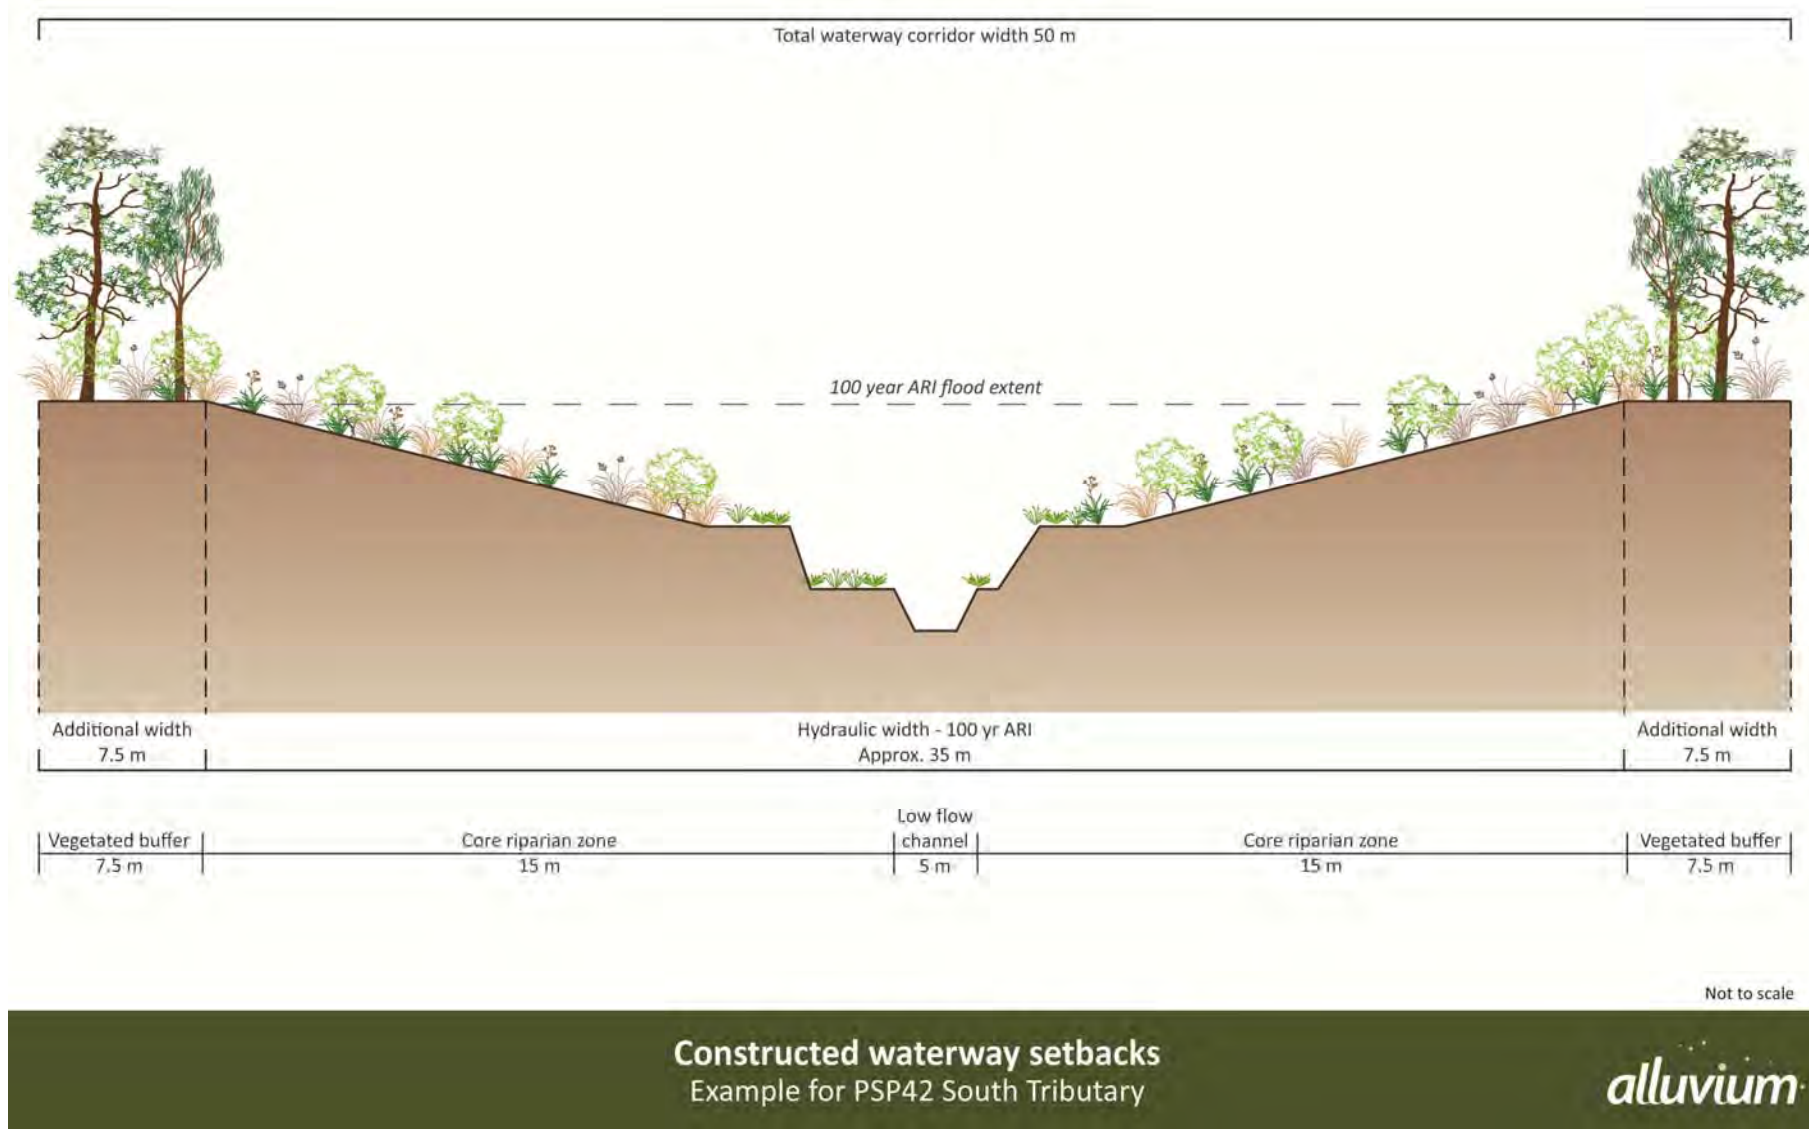 Total waterway corridor width 50 m
100 year ARI flood extent
Additional width
7.5 m
Hydraulic width - 100 yr ARI
Approx. 35 m
Additional width
7.5 m
Vegetated buffer
7.5 m
Core riparian zone
15 m
Low flow
channel
5 m
Core riparian zone
15 m
Vegetated buffer
7.5 m
Not to scale
Constructed waterway setbacks
Example for PSP42 South Tributary
alluvium